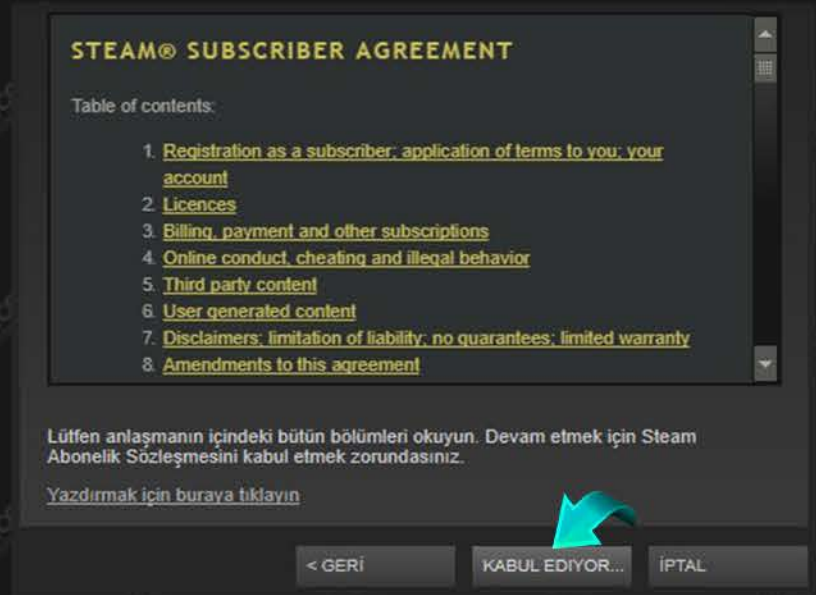 STEAM® SUBSCRIBER AGREEMENT
Table of contents:
1. Registration as a subscriber; application of terms to you; your
account
2. Licences
3. Billing, payment and other subscriptions
4. Online conduct, cheating and illegal behavior
5. Third party content
6. User generated content
7. Disclaimers; limitation of liability; no guarantees; limited warranty
8. Amendments to this agreement
Lütfen anlaşmanın içindeki bütün bölümleri okuyun. Devam etmek için Steam
Abonelik Sözleşmesini kabul etmek zorundasınız.
Yazdırmak için buraya tıklayın
< GERİ
KABUL EDIYOR...
İPTAL